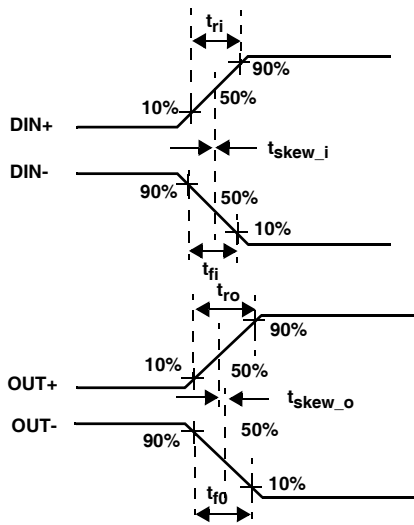 tri
90%
10%
50%
DIN+
tskew_i
DIN-
90%
50%
10%
tfi
tro
90%
10%
50%
OUT+
tskew_o
OUT-
90%
50%
10%
tf0